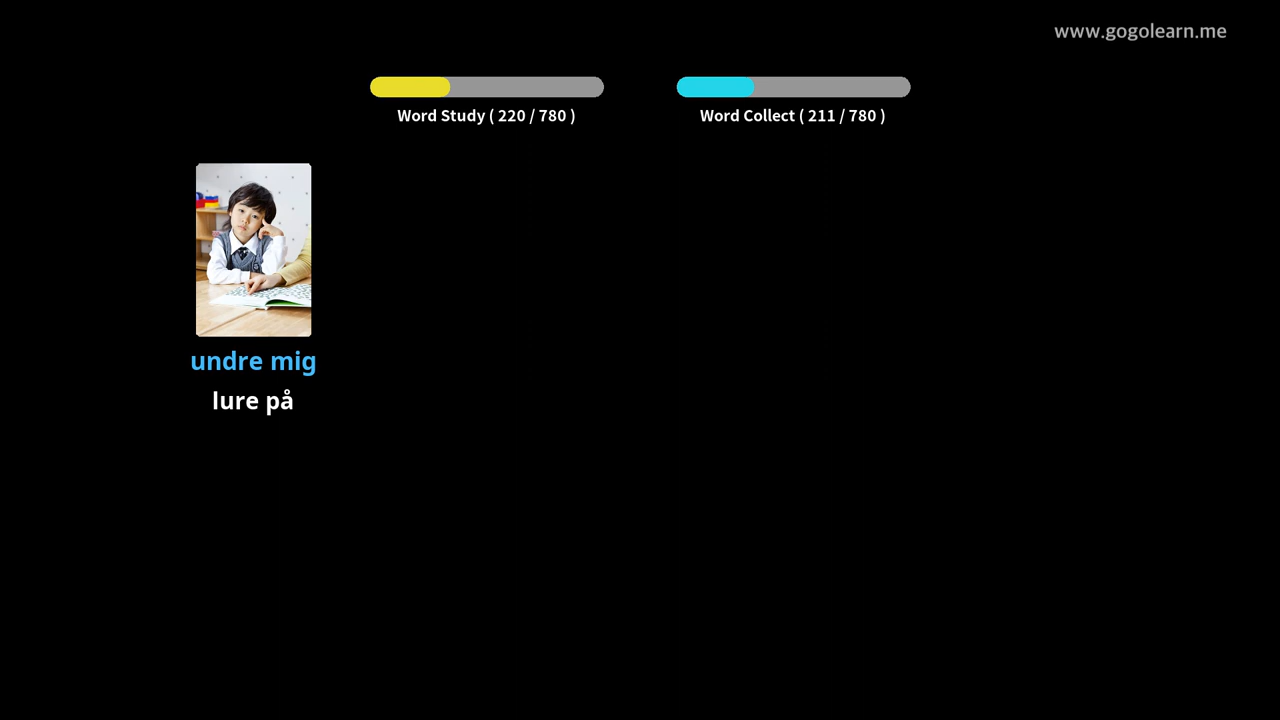 www.gogolearn.me
Word Study ( 220 / 780 )
Word Collect ( 211 / 780 )
undre mig
lure på